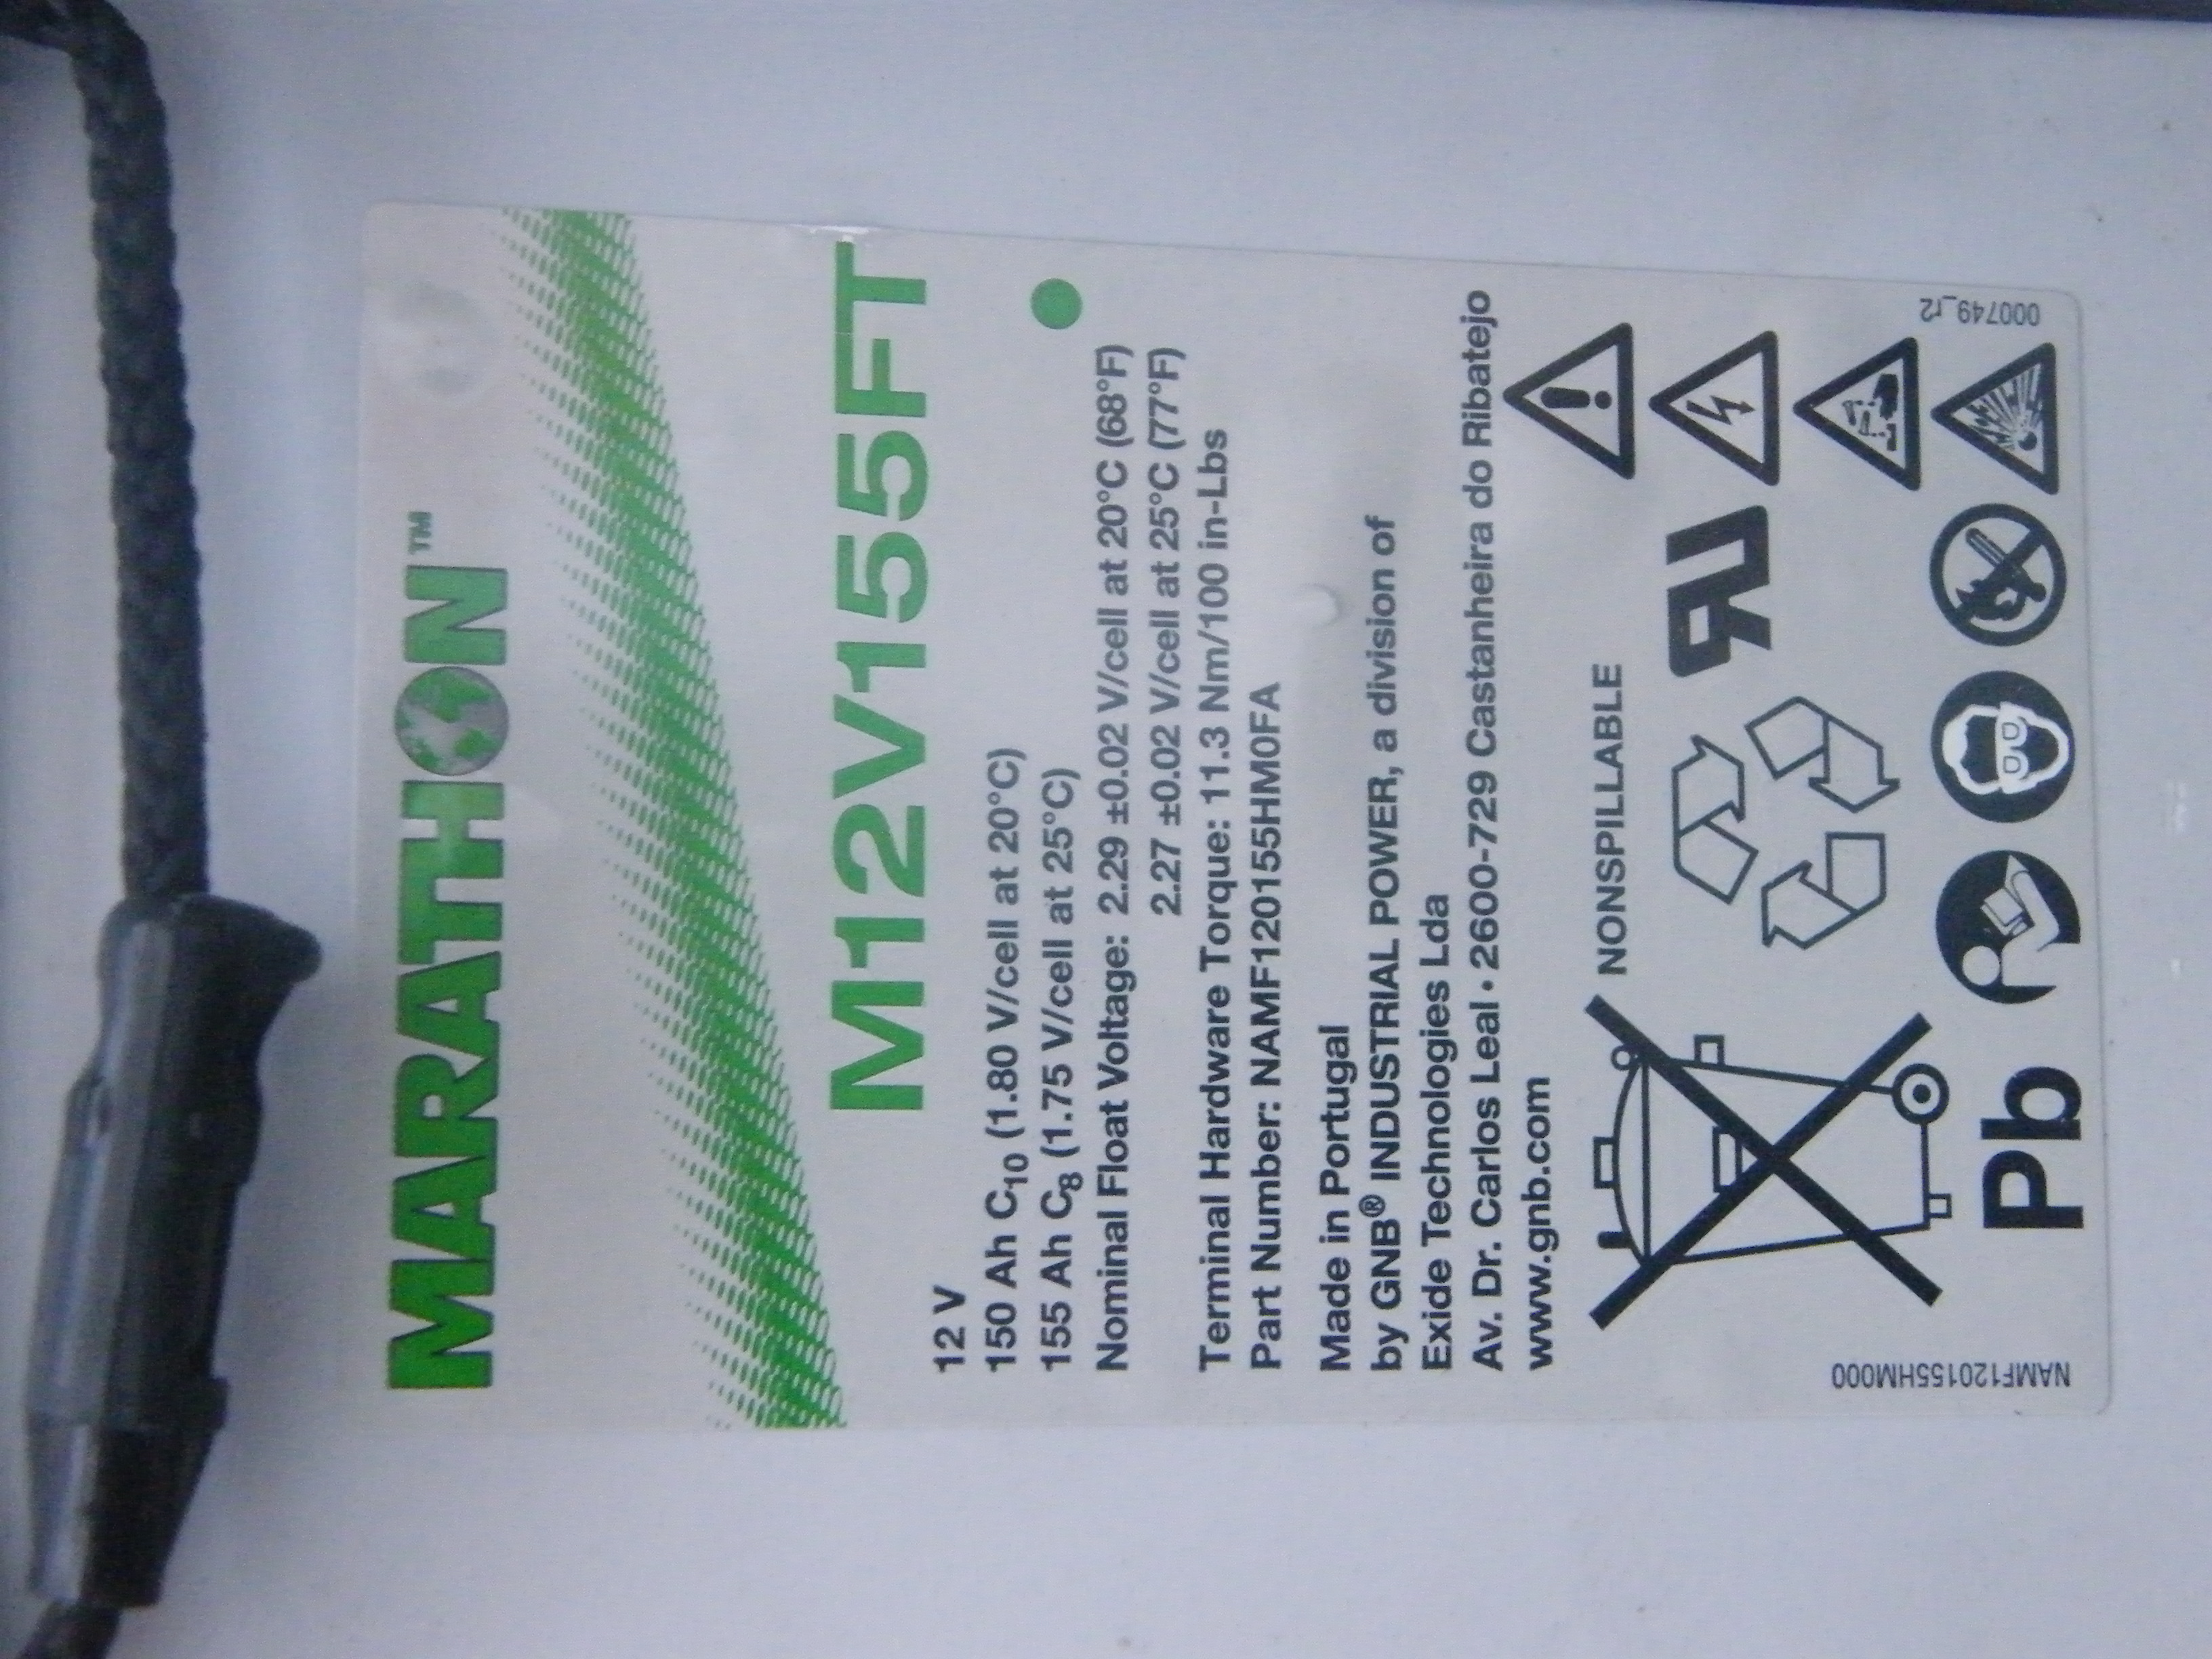 MARATHON™
M12V155FT
12 V
150 Ah C10 (1.80 V/cell at 20°C)
155 Ah C8 (1.75 V/cell at 25°C)
Nominal Float Voltage: 2.29 ±0.02 V/cell at 20°C (68°F)
2.27 ±0.02 V/cell at 25°C (77°F)
Terminal Hardware Torque: 11.3 Nm/100 in-Lbs
Part Number: NAMF120155HM0FA
Made in Portugal
by GNB® INDUSTRIAL POWER, a division of
Exide Technologies Lda
Av. Dr. Carlos Leal • 2600-729 Castanheira do Ribatejo
www.gnb.com
NONSPILLABLE
RU
Pb
NAMF120155HM000
000749_r2